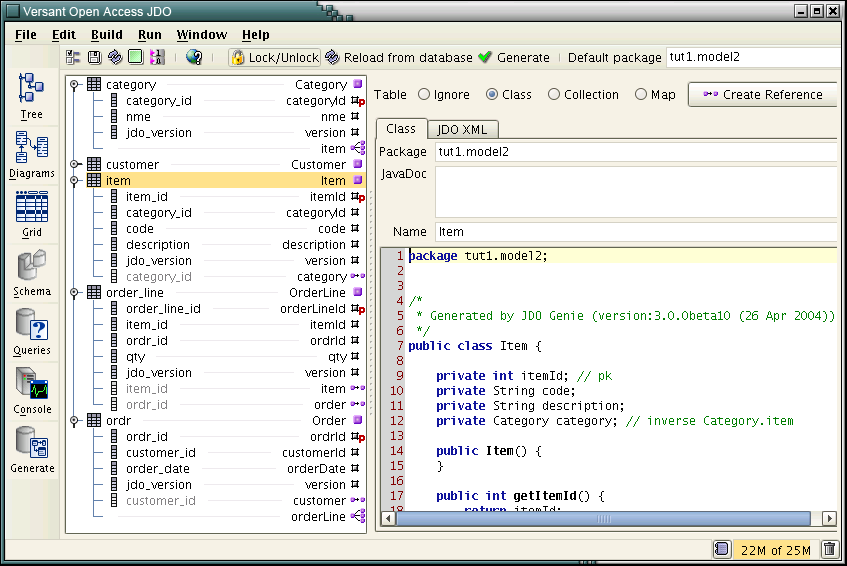 Versant Open Access JDO
File Edit Build Run Window Help
Lock/Unlock Reload from database Generate Default package tut1.model2
Tree
Diagrams
Grid
Schema
Queries
Console
Generate
category Category
category_id categoryId
nme nme
jdo_version version
item
customer Customer
item Item
item_id itemId
category_id categoryId
code code
description description
jdo_version version
category_id category
order_line OrderLine
order_line_id orderLineId
item_id itemId
ordr_id ordrId
qty qty
jdo_version version
item_id item
ordr_id order
ordr Order
ordr_id ordrId
customer_id customerId
order_date orderDate
jdo_version version
customer_id customer
orderLine
Table Ignore Class Collection Map Create Reference
Class JDO XML
Package tut1.model2
JavaDoc
Name Item
1 package tut1.model2;
2
3
4 /*
5 * Generated by JDO Genie (version:3.0.0beta10 (26 Apr 2004))
6 */
7 public class Item {
8
9 private int itemId; // pk
10 private String code;
11 private String description;
12 private Category category; // inverse Category.item
13
14 public Item() {
15 }
16
17 public int getItemId() {
18 return itemId;
22M of 25M